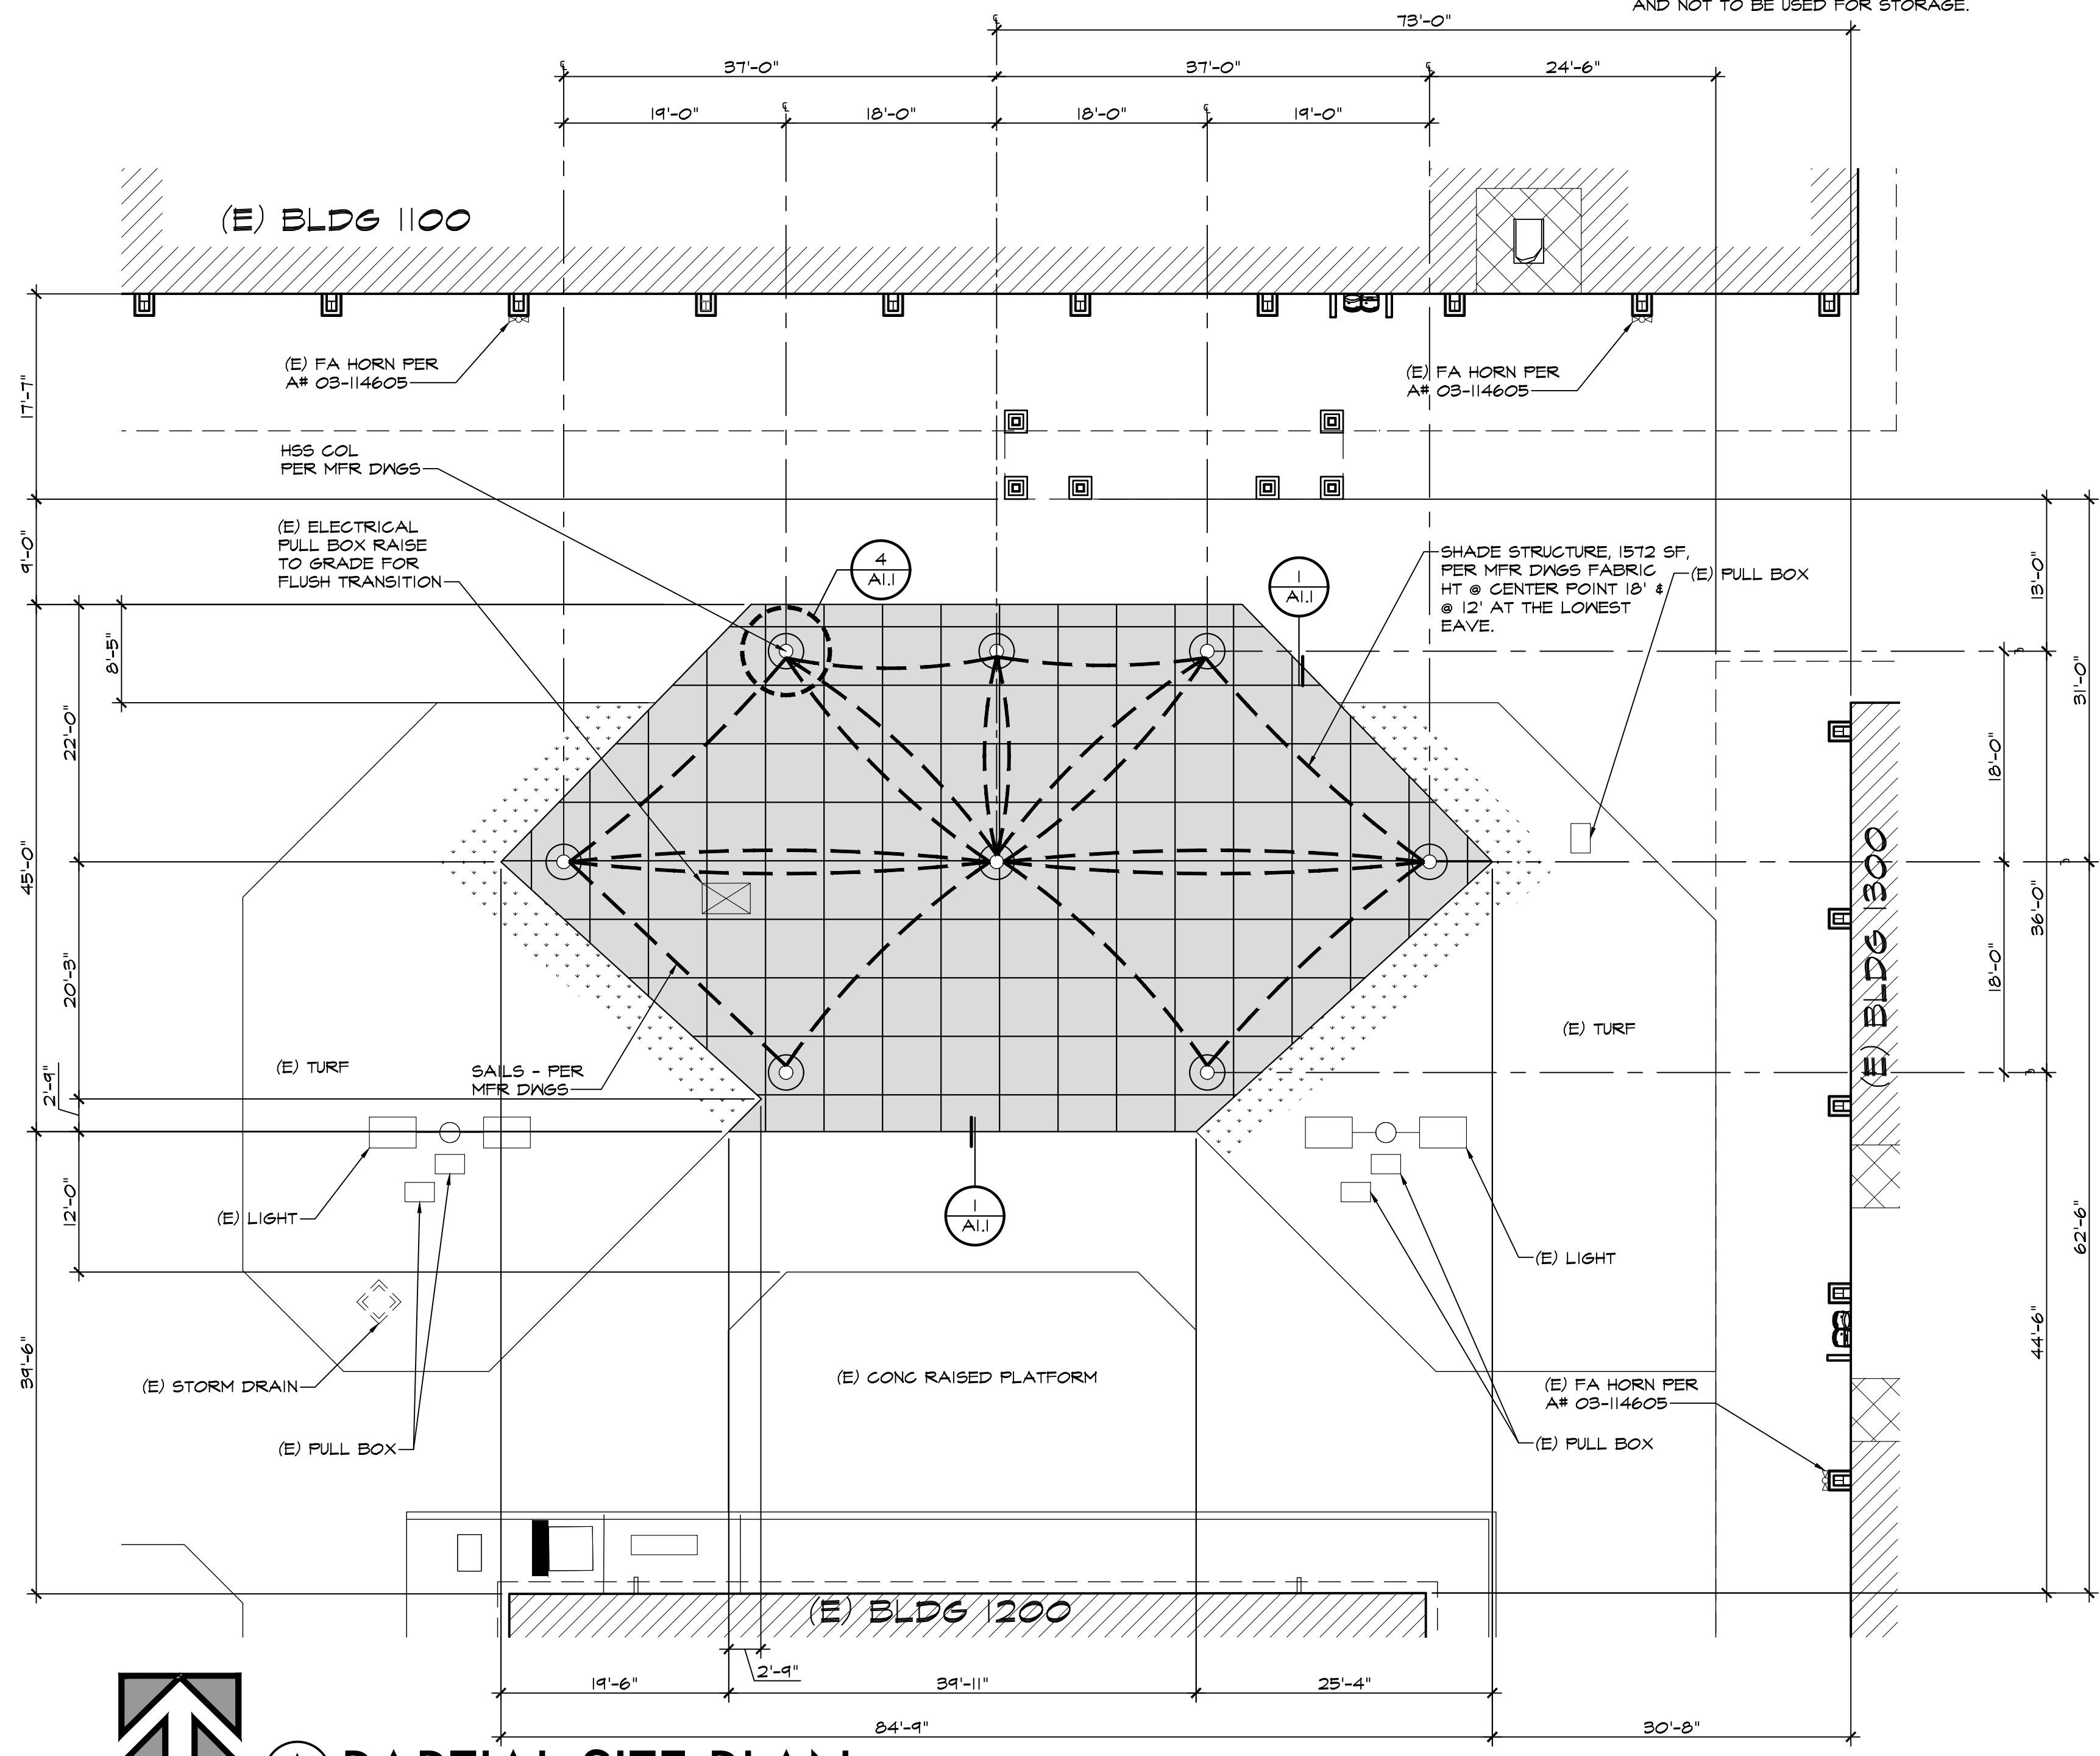 AND NOT TO BE USED FOR STORAGE.
73'-0"
37'-0"
37'-0"
24'-6"
19'-0"
18'-0"
18'-0"
19'-0"
(E) BLDG 1100
(E) FA HORN PER
A# 03-114605
(E) FA HORN PER
A# 03-114605
17'-7"
HSS COL
PER MFR DWGS
(E) ELECTRICAL
PULL BOX RAISE
TO GRADE FOR
FLUSH TRANSITION
9'-0"
4
A1.1
1
A1.1
SHADE STRUCTURE, 1572 SF,
PER MFR DWGS FABRIC
HT @ CENTER POINT 18' &
@ 12' AT THE LOWEST
EAVE.
(E) PULL BOX
13'-0"
8'-5"
22'-0"
31'-0"
18'-0"
45'-0"
20'-3"
36'-0"
18'-0"
(E) BLDG 1300
(E) TURF
(E) TURF
SAILS - PER
MFR DWGS
2'-9"
12'-0"
(E) LIGHT
1
A1.1
(E) LIGHT
62'-6"
44'-6"
39'-6"
(E) STORM DRAIN
(E) CONC RAISED PLATFORM
(E) FA HORN PER
A# 03-114605
(E) PULL BOX
(E) PULL BOX
(E) BLDG 1200
2'-9"
19'-6"
39'-11"
25'-4"
84'-9"
30'-8"
PARTIAL SITE PLAN